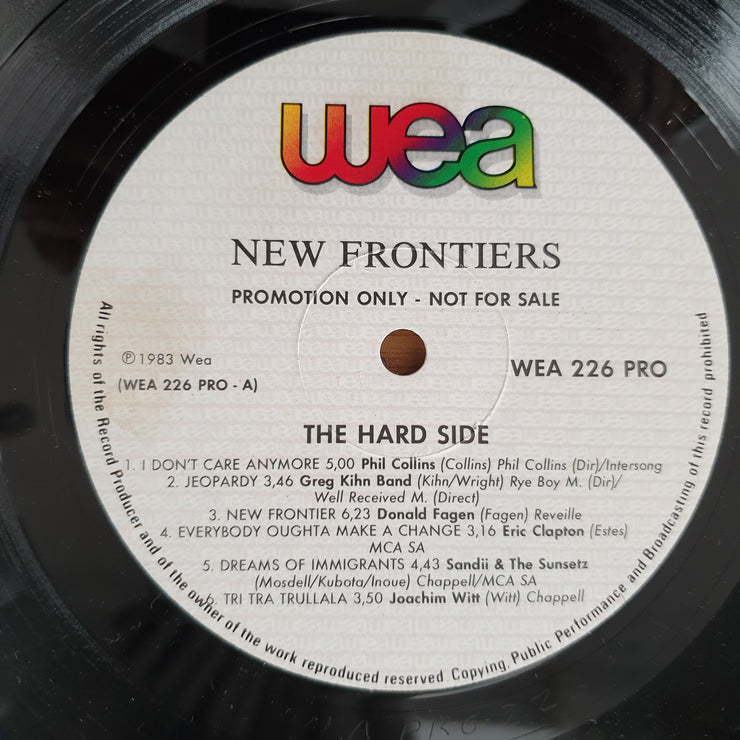 wea
NEW FRONTIERS
PROMOTION ONLY - NOT FOR SALE
℗ 1983 Wea
(WEA 226 PRO - A)
WEA 226 PRO
THE HARD SIDE
1. I DON'T CARE ANYMORE 5,00 Phil Collins (Collins) Phil Collins (Dir)/Intersong
2. JEOPARDY 3,46 Greg Kihn Band (Kihn/Wright) Rye Boy M. (Dir)/
Well Received M. (Direct)
3. NEW FRONTIER 6,23 Donald Fagen (Fagen) Reveille
4. EVERYBODY OUGHTA MAKE A CHANGE 3,16 Eric Clapton (Estes)
MCA SA
5. DREAMS OF IMMIGRANTS 4,43 Sandii & The Sunsetz
(Mosdell/Kubota/Inoue) Chappell/MCA SA
6. TRI TRA TRULLALA 3,50 Joachim Witt (Witt) Chappell
All rights of the Record Producer and of the owner of the work reproduced reserved. Copying, Public Performance and Broadcasting of this record prohibited